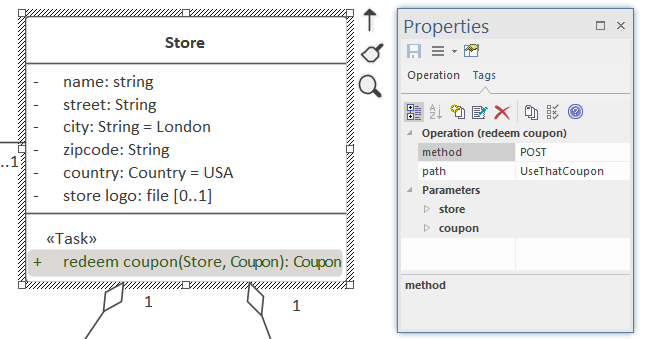 Store
- name: string
- street: String
- city: String = London
- zipcode: String
- country: Country = USA
- store logo: file [0..1]
«Task»
+ redeem coupon(Store, Coupon): Coupon
..1
1
1
Properties
Operation Tags
Operation (redeem coupon)
method POST
path UseThatCoupon
Parameters
store
coupon
method